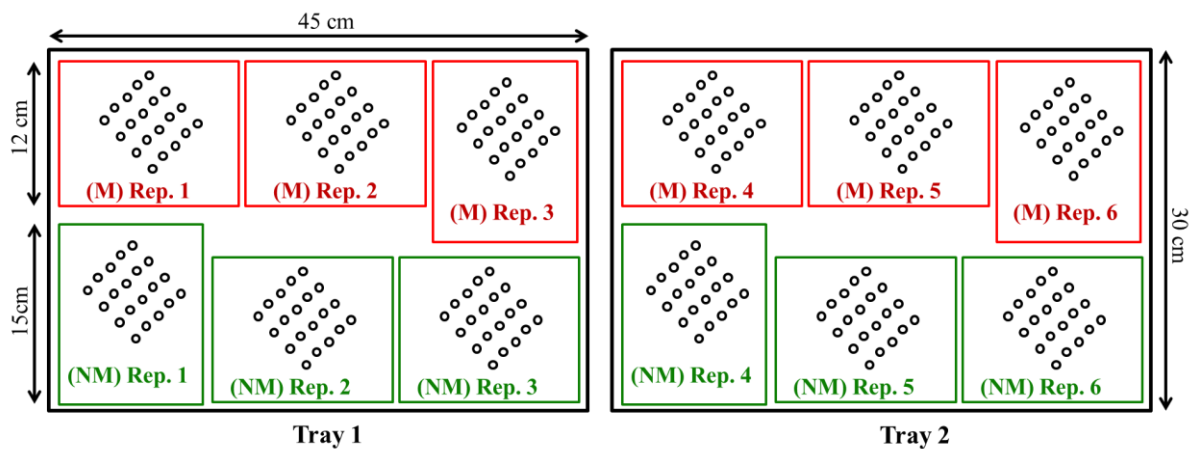 45 cm
12 cm
(M) Rep. 1
(M) Rep. 2
(M) Rep. 3
(M) Rep. 4
(M) Rep. 5
(M) Rep. 6
15cm
30 cm
(NM) Rep. 1
(NM) Rep. 2
(NM) Rep. 3
(NM) Rep. 4
(NM) Rep. 5
(NM) Rep. 6
Tray 1
Tray 2